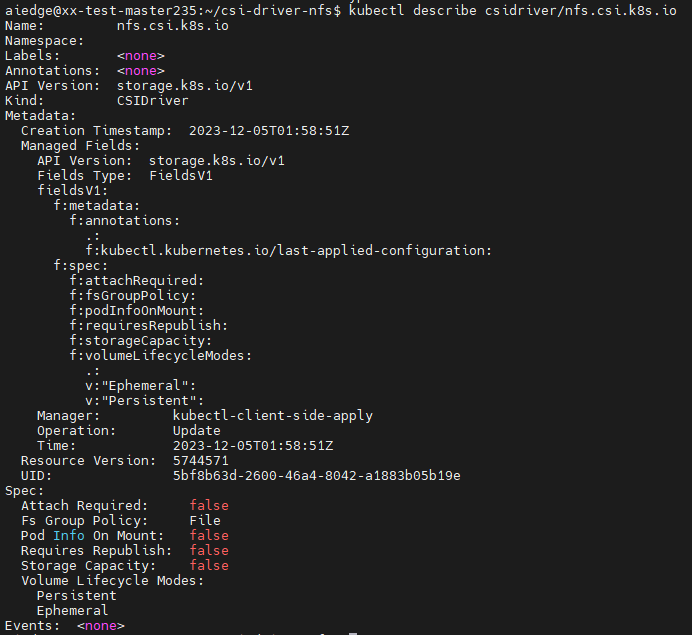 aiedge@xx-test-master235:~/csi-driver-nfs$ kubectl describe csidriver/nfs.csi.k8s.io
Name:         nfs.csi.k8s.io
Namespace:
Labels:       <none>
Annotations:  <none>
API Version:  storage.k8s.io/v1
Kind:         CSIDriver
Metadata:
  Creation Timestamp:  2023-12-05T01:58:51Z
  Managed Fields:
    API Version:  storage.k8s.io/v1
    Fields Type:  FieldsV1
    fieldsV1:
      f:metadata:
        f:annotations:
          .:
          f:kubectl.kubernetes.io/last-applied-configuration:
      f:spec:
        f:attachRequired:
        f:fsGroupPolicy:
        f:podInfoOnMount:
        f:requiresRepublish:
        f:storageCapacity:
        f:volumeLifecycleModes:
          .:
          v:"Ephemeral":
          v:"Persistent":
    Manager:         kubectl-client-side-apply
    Operation:       Update
    Time:            2023-12-05T01:58:51Z
  Resource Version:  5744571
  UID:               5bf8b63d-2600-46a4-8042-a1883b05b19e
Spec:
  Attach Required:     false
  Fs Group Policy:     File
  Pod Info On Mount:   false
  Requires Republish:  false
  Storage Capacity:    false
  Volume Lifecycle Modes:
    Persistent
    Ephemeral
Events:  <none>